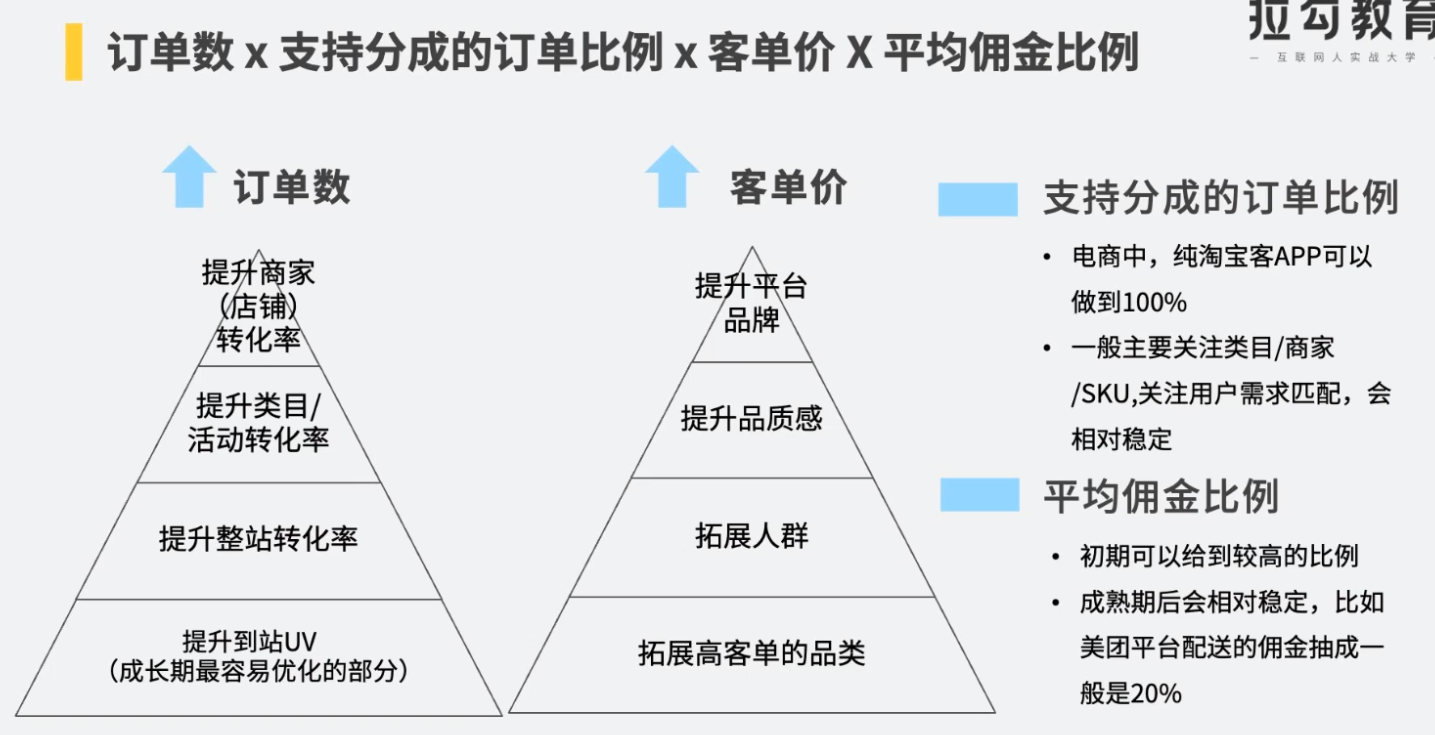 订单数 x 支持分成的订单比例 x 客单价 X 平均佣金比例
拉勾教育
— 互联网人实战大学
订单数
提升商家
（店铺）
转化率
提升类目/
活动转化率
提升整站转化率
提升到站UV
（成长期最容易优化的部分）
客单价
提升平台
品牌
提升品质感
拓展人群
拓展高客单的品类
支持分成的订单比例
• 电商中，纯淘宝客APP可以
做到100%
• 一般主要关注类目/商家
/SKU,关注用户需求匹配，会
相对稳定
平均佣金比例
• 初期可以给到较高的比例
• 成熟期后会相对稳定，比如
美团平台配送的佣金抽成一
般是20%